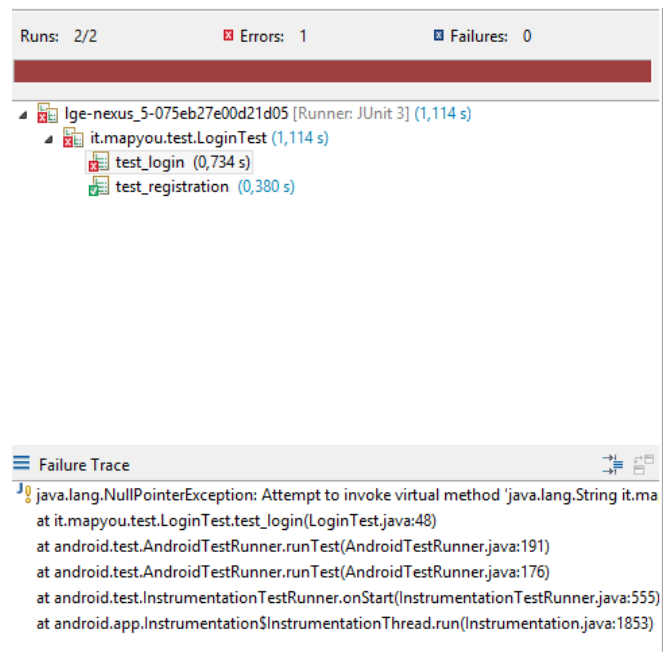 Runs: 2/2 Errors: 1 Failures: 0
lge-nexus_5-075eb27e00d21d05 [Runner: JUnit 3] (1,114 s)
it.mapyou.test.LoginTest (1,114 s)
test_login (0,734 s)
test_registration (0,380 s)
Failure Trace
java.lang.NullPointerException: Attempt to invoke virtual method 'java.lang.String it.ma
at it.mapyou.test.LoginTest.test_login(LoginTest.java:48)
at android.test.AndroidTestRunner.runTest(AndroidTestRunner.java:191)
at android.test.AndroidTestRunner.runTest(AndroidTestRunner.java:176)
at android.test.InstrumentationTestRunner.onStart(InstrumentationTestRunner.java:555)
at android.app.Instrumentation$InstrumentationThread.run(Instrumentation.java:1853)